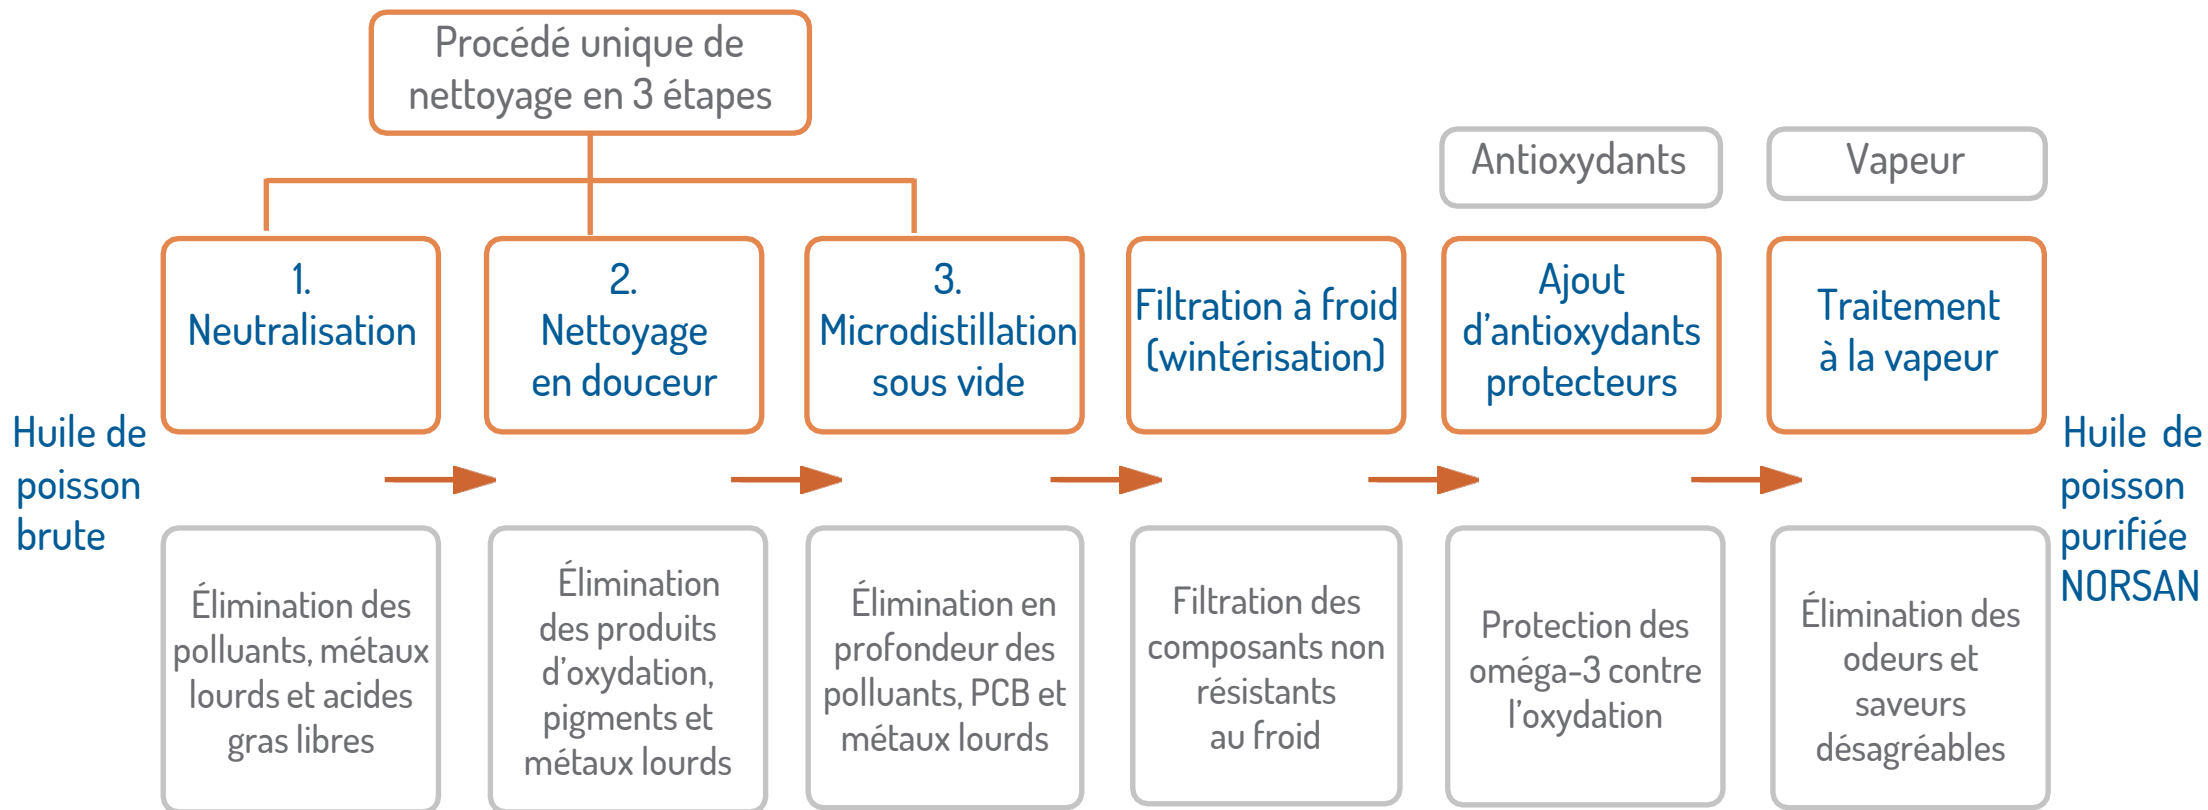 Procédé unique de
nettoyage en 3 étapes
Antioxydants
Vapeur
1.
Neutralisation
2.
Nettoyage
en douceur
3.
Microdistillation
sous vide
Filtration à froid
(wintérisation)
Ajout
d’antioxydants
protecteurs
Traitement
à la vapeur
Huile de
poisson
brute
Huile de
poisson
purifiée
NORSAN
Élimination des
polluants, métaux
lourds et acides
gras libres
Élimination
des produits
d’oxydation,
pigments et
métaux lourds
Élimination en
profondeur des
polluants, PCB et
métaux lourds
Filtration des
composants non
résistants
au froid
Protection des
oméga-3 contre
l’oxydation
Élimination des
odeurs et
saveurs
désagréables